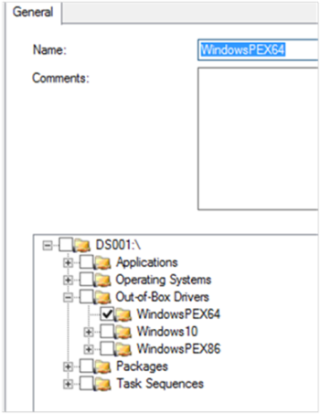 General
Name: WindowsPEX64
Comments:
DS001:\
Applications
Operating Systems
Out-of-Box Drivers
WindowsPEX64
Windows10
WindowsPEX86
Packages
Task Sequences